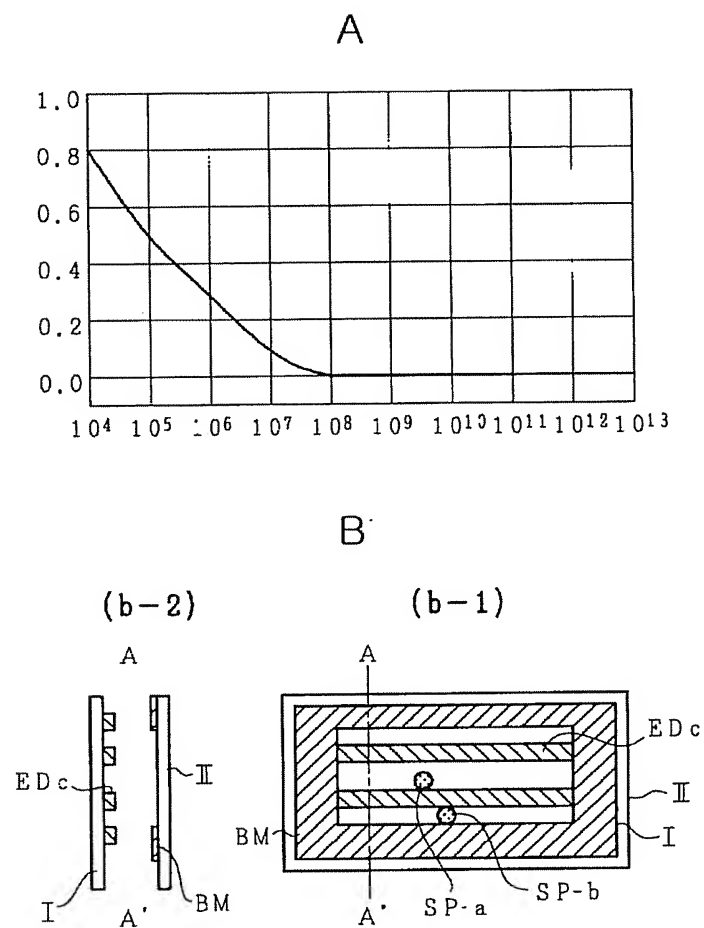 A
1.0
0.8
0.6
0.4
0.2
0.0
10⁴ 10⁵ 10⁶ 10⁷ 10⁸ 10⁹ 10¹⁰ 10¹¹ 10¹² 10¹³
B
(b-2) (b-1)
A A
EDc
EDc
II
II
I
BM
BM
I
A' A'
SP-a
SP-b